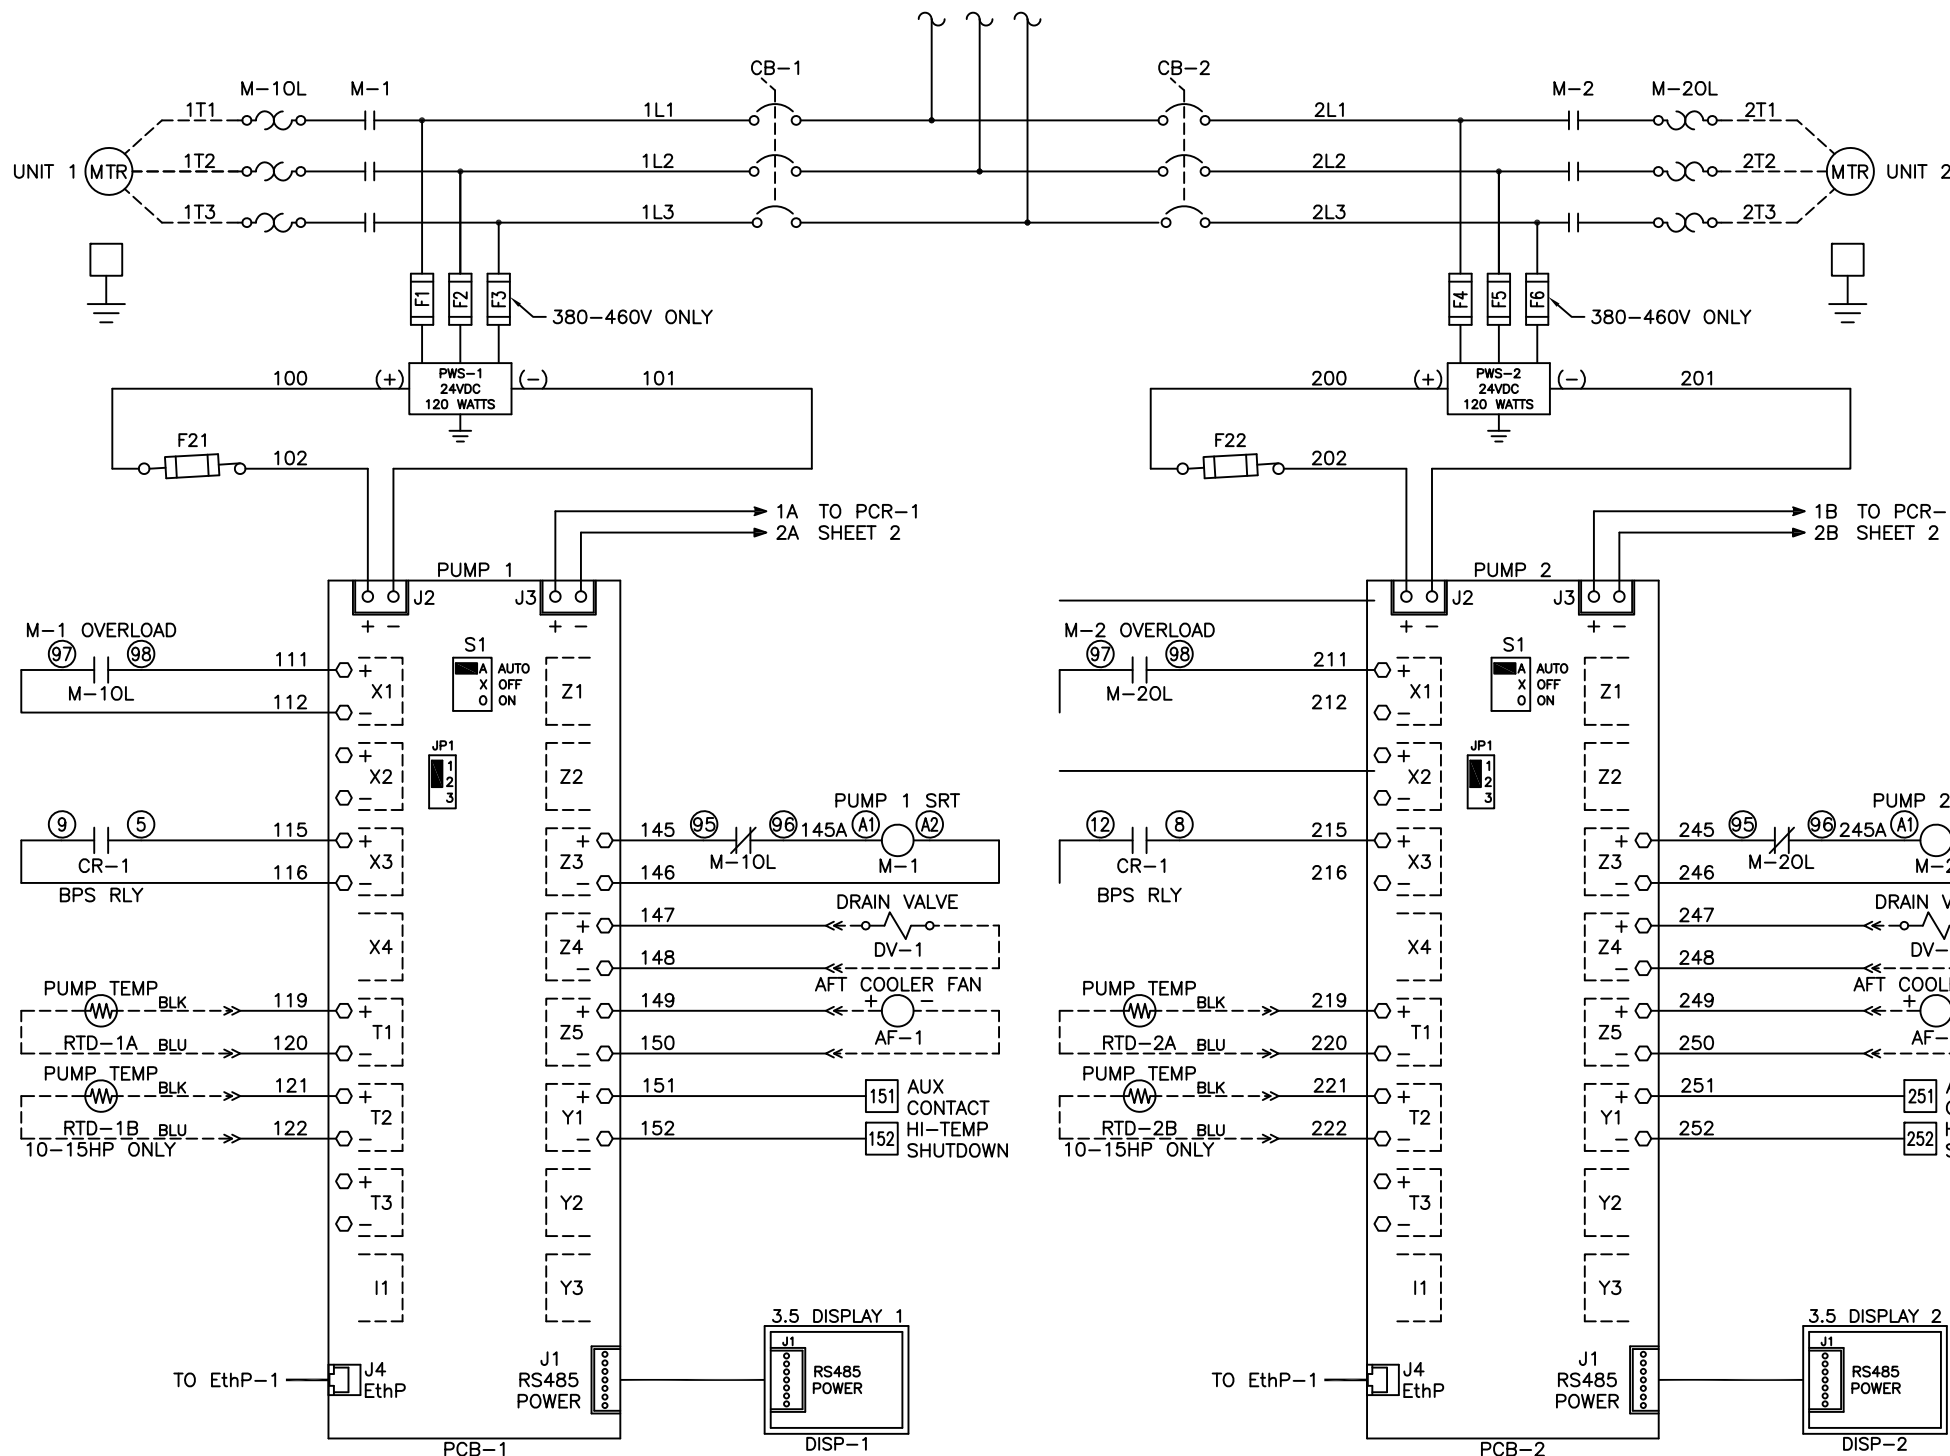 CB-1
CB-2
M-1OL
M-1
M-2
M-2OL
1T1
1L1
2L1
2T1
UNIT 1
MTR
1T2
1L2
2L2
2T2
MTR
UNIT 2
1T3
1L3
2L3
2T3
F1
F2
F3
380-460V ONLY
F4
F5
F6
380-460V ONLY
100
(+)
PWS-1
24VDC
120 WATTS
(-)
101
200
(+)
PWS-2
24VDC
120 WATTS
(-)
201
F21
102
F22
202
1A TO PCR-1
2A SHEET 2
1B TO PCR-
2B SHEET 2
PUMP 1
J2
J3
+ -
+ -
M-1 OVERLOAD
97
98
111
M-1OL
112
+
X1
-
S1
A AUTO
X OFF
O ON
Z1
JP1
1
2
3
+
X2
-
Z2
9
5
115
CR-1
116
BPS RLY
+
X3
-
+
Z3
-
PUMP 1 SRT
145
95
96
145A
A1
A2
M-1OL
M-1
146
X4
+
Z4
-
147
DRAIN VALVE
DV-1
148
PUMP TEMP
BLK
119
RTD-1A
BLU
120
+
T1
-
+
Z5
-
149
AFT COOLER FAN
+ -
AF-1
150
PUMP TEMP
BLK
121
RTD-1B
BLU
122
10-15HP ONLY
+
T2
-
+
Y1
-
151
151
AUX
CONTACT
152
152
HI-TEMP
SHUTDOWN
+
T3
-
Y2
I1
Y3
TO EthP-1
J4
EthP
J1
RS485
POWER
3.5 DISPLAY 1
J1
RS485
POWER
DISP-1
PCB-1
PUMP 2
J2
J3
+ -
+ -
M-2 OVERLOAD
97
98
211
M-2OL
212
+
X1
-
S1
A AUTO
X OFF
O ON
Z1
JP1
1
2
3
+
X2
-
Z2
12
8
215
CR-1
216
BPS RLY
+
X3
-
+
Z3
-
PUMP 2
245
95
96
245A
A1
M-2OL
M-2
246
X4
+
Z4
-
247
DRAIN V
DV-
248
PUMP TEMP
BLK
219
RTD-2A
BLU
220
+
T1
-
+
Z5
-
249
AFT COOL
+
AF-
250
PUMP TEMP
BLK
221
RTD-2B
BLU
222
10-15HP ONLY
+
T2
-
+
Y1
-
251
251
252
252
+
T3
-
Y2
I1
Y3
TO EthP-1
J4
EthP
J1
RS485
POWER
3.5 DISPLAY 2
J1
RS485
POWER
DISP-2
PCB-2